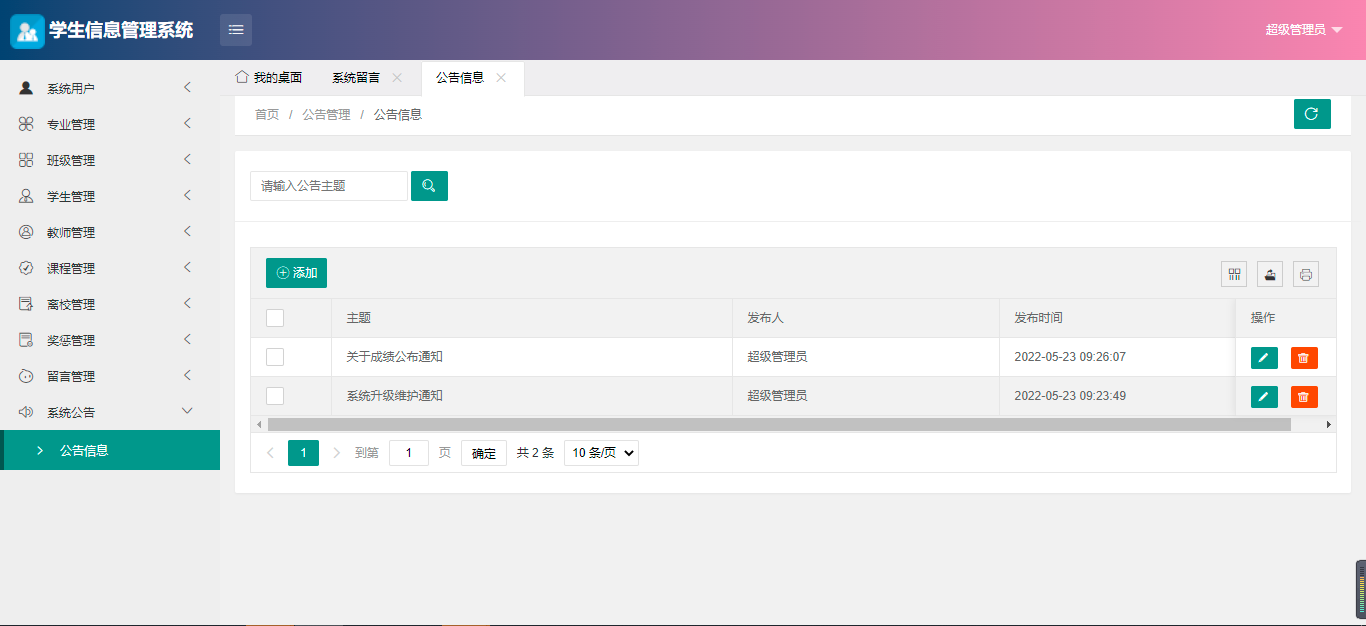 学生信息管理系统
超级管理员
系统用户
专业管理
班级管理
学生管理
教师管理
课程管理
离校管理
奖惩管理
留言管理
系统公告
公告信息
我的桌面 系统留言 公告信息
首页 / 公告管理 / 公告信息
请输入公告主题
添加
主题 发布人 发布时间 操作
关于成绩公布通知 超级管理员 2022-05-23 09:26:07
系统升级维护通知 超级管理员 2022-05-23 09:23:49
1 到第 1 页 确定 共 2 条 10 条/页